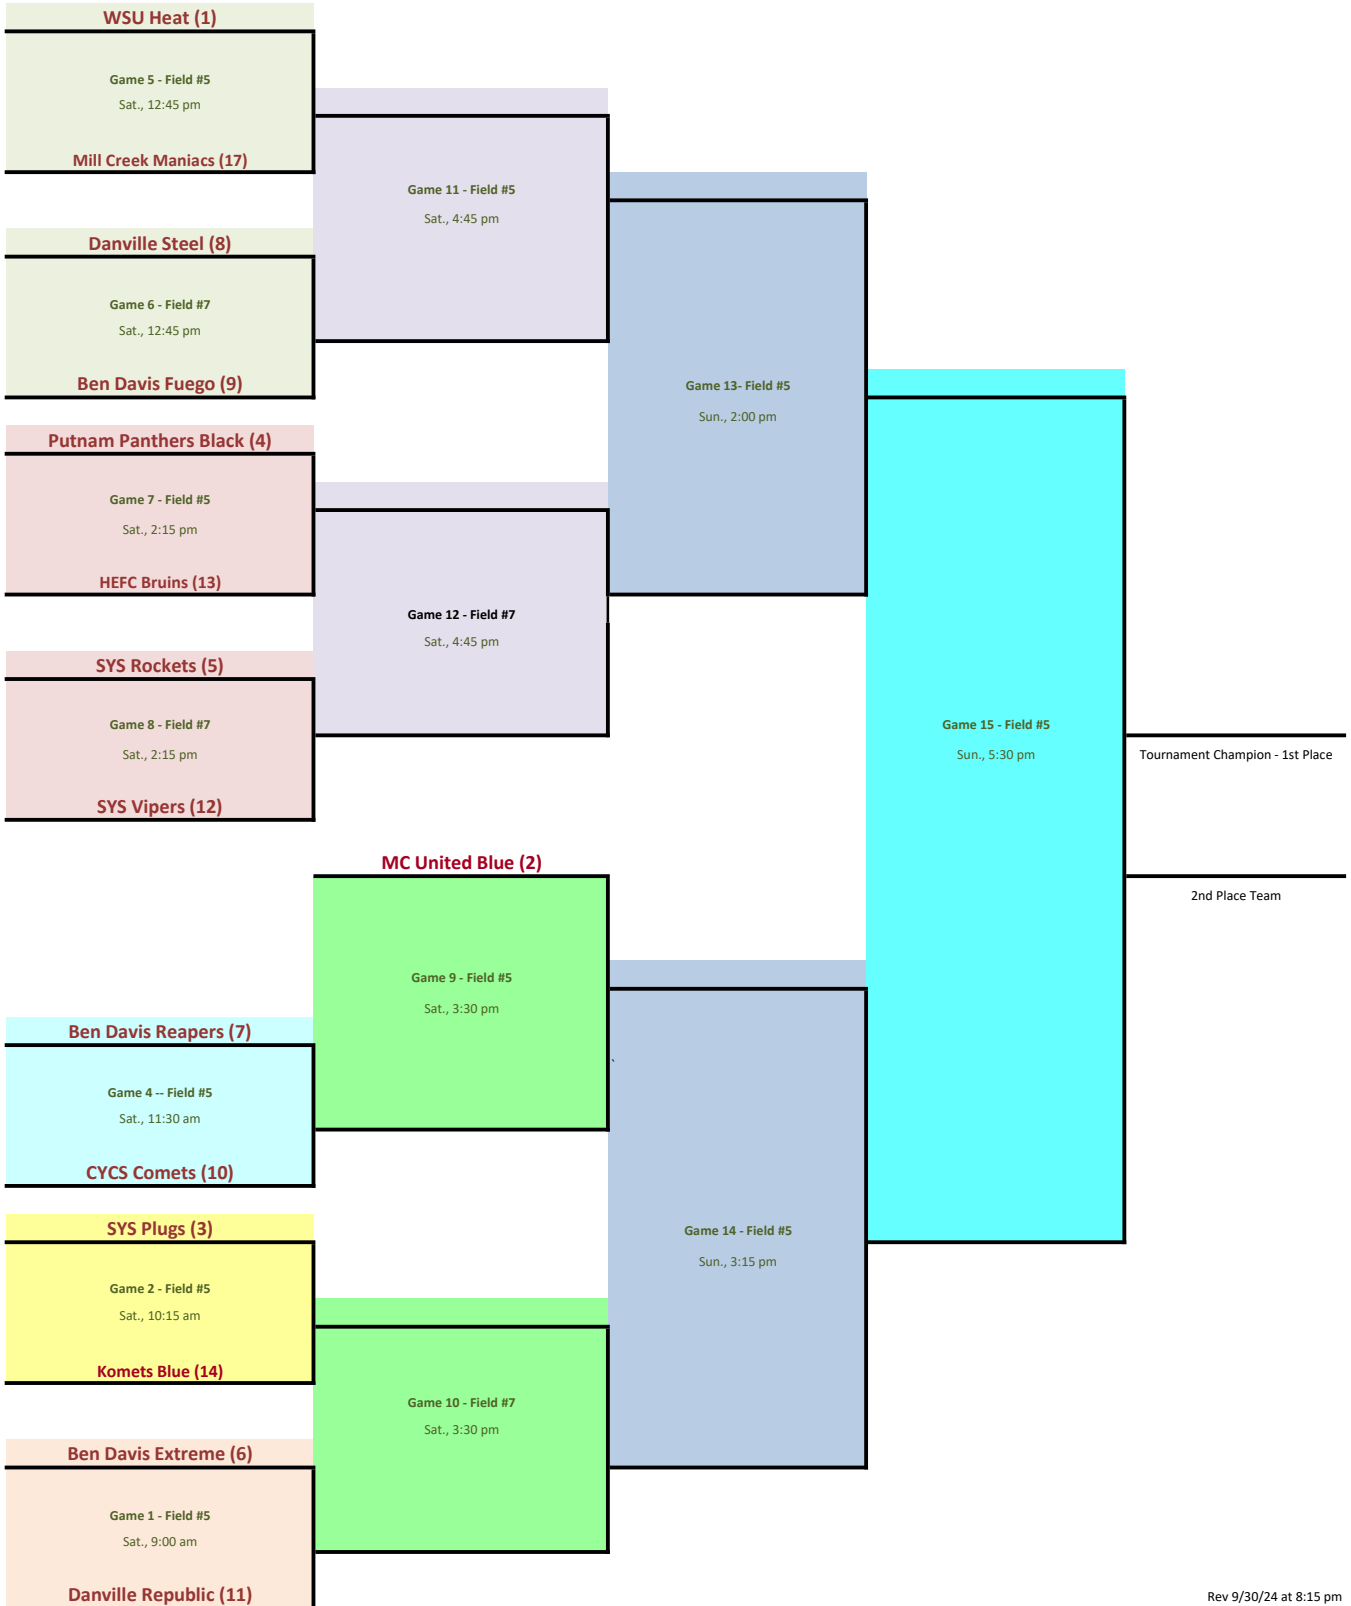 WSU Heat (1)
Game 5 - Field #5
Sat., 12:45 pm
Mill Creek Maniacs (17)
Game 11 - Field #5
Sat., 4:45 pm
Danville Steel (8)
Game 6 - Field #7
Sat., 12:45 pm
Ben Davis Fuego (9)
Game 13- Field #5
Sun., 2:00 pm
Putnam Panthers Black (4)
Game 7 - Field #5
Sat., 2:15 pm
HEFC Bruins (13)
Game 12 - Field #7
Sat., 4:45 pm
SYS Rockets (5)
Game 8 - Field #7
Sat., 2:15 pm
SYS Vipers (12)
Game 15 - Field #5
Sun., 5:30 pm
Tournament Champion - 1st Place
MC United Blue (2)
2nd Place Team
Game 9 - Field #5
Sat., 3:30 pm
`
Ben Davis Reapers (7)
Game 4 -- Field #5
Sat., 11:30 am
CYCS Comets (10)
SYS Plugs (3)
Game 2 - Field #5
Sat., 10:15 am
Komets Blue (14)
Game 14 - Field #5
Sun., 3:15 pm
Game 10 - Field #7
Sat., 3:30 pm
Ben Davis Extreme (6)
Game 1 - Field #5
Sat., 9:00 am
Danville Republic (11)
Rev 9/30/24 at 8:15 pm